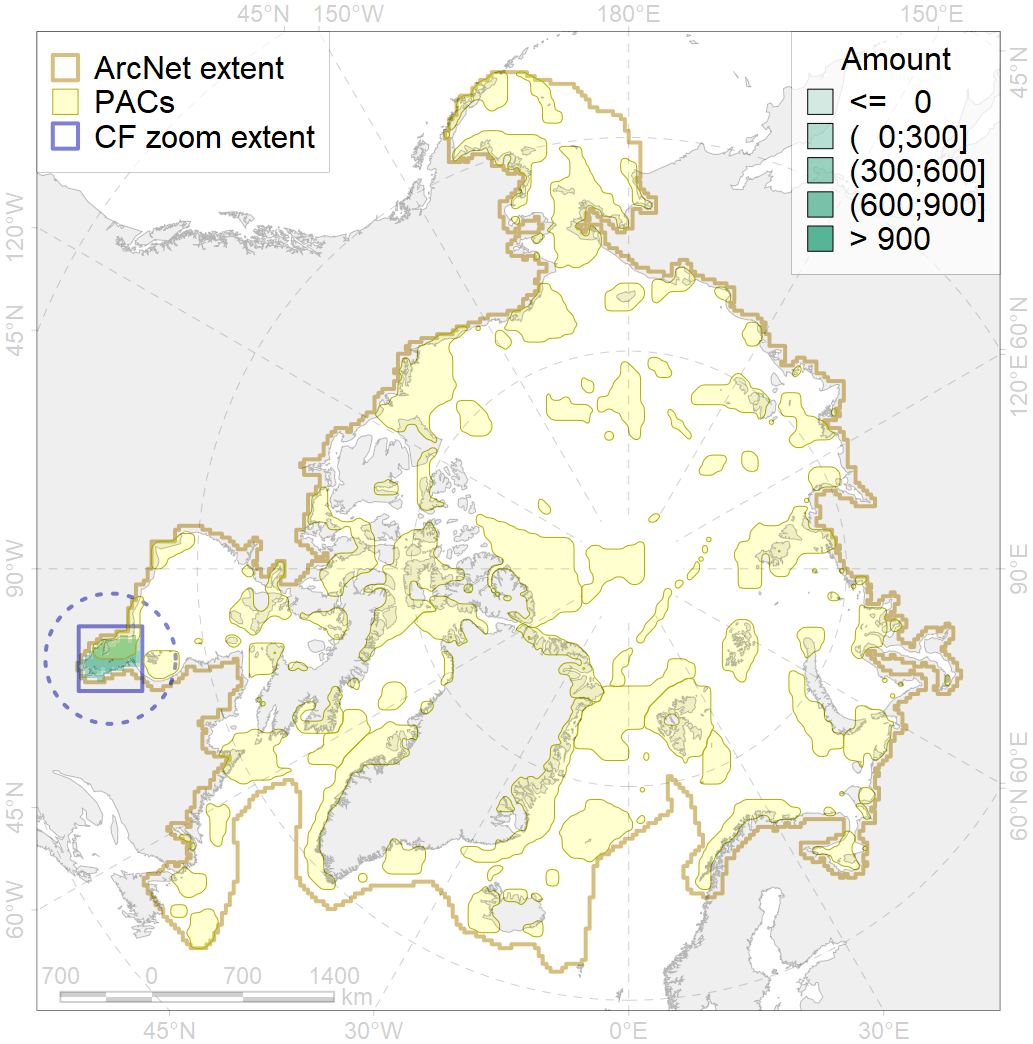 45°N 150°W 180°E 150°E
ArcNet extent
PACs
CF zoom extent
Amount
<= 0
( 0;300]
(300;600]
(600;900]
> 900
45°N
120°W
45°N
60°N
120°E
90°W
90°E
45°N
60°E
60°N
60°W
700 0 700 1400
km
45°N 30°W 0°E 30°E